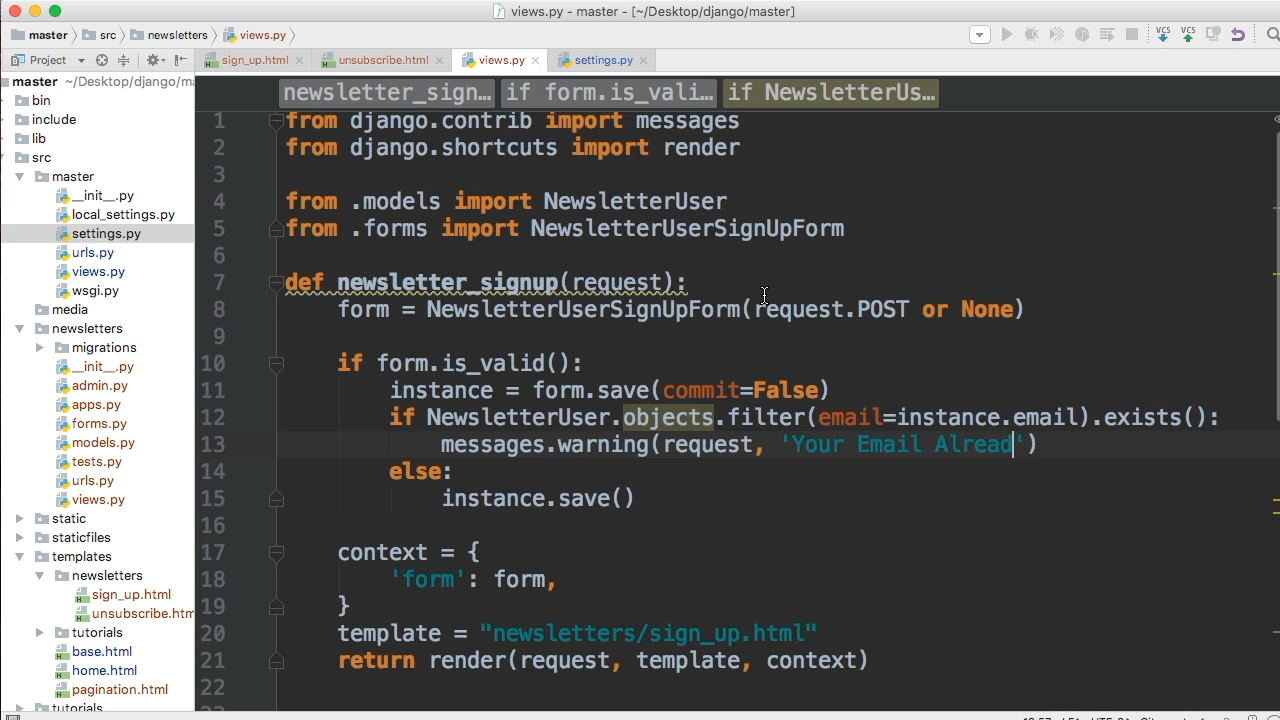 views.py - master - [~/Desktop/django/master]
master src newsletters views.py
Project sign_up.html unsubscribe.html views.py settings.py
master ~/Desktop/django/ma
bin
include
lib
src
master
__init__.py
local_settings.py
settings.py
urls.py
views.py
wsgi.py
media
newsletters
migrations
__init__.py
admin.py
apps.py
forms.py
models.py
tests.py
urls.py
views.py
static
staticfiles
templates
newsletters
sign_up.html
unsubscribe.htm
tutorials
base.html
home.html
pagination.html
tutorials
VCS VCS
newsletter_sign… if form.is_vali… if NewsletterUs…
1 from django.contrib import messages
2 from django.shortcuts import render
3
4 from .models import NewsletterUser
5 from .forms import NewsletterUserSignUpForm
6
7 def newsletter_signup(request):
8 form = NewsletterUserSignUpForm(request.POST or None)
9
10 if form.is_valid():
11 instance = form.save(commit=False)
12 if NewsletterUser.objects.filter(email=instance.email).exists():
13 messages.warning(request, 'Your Email Alread')
14 else:
15 instance.save()
16
17 context = {
18 'form': form,
19 }
20 template = "newsletters/sign_up.html"
21 return render(request, template, context)
22